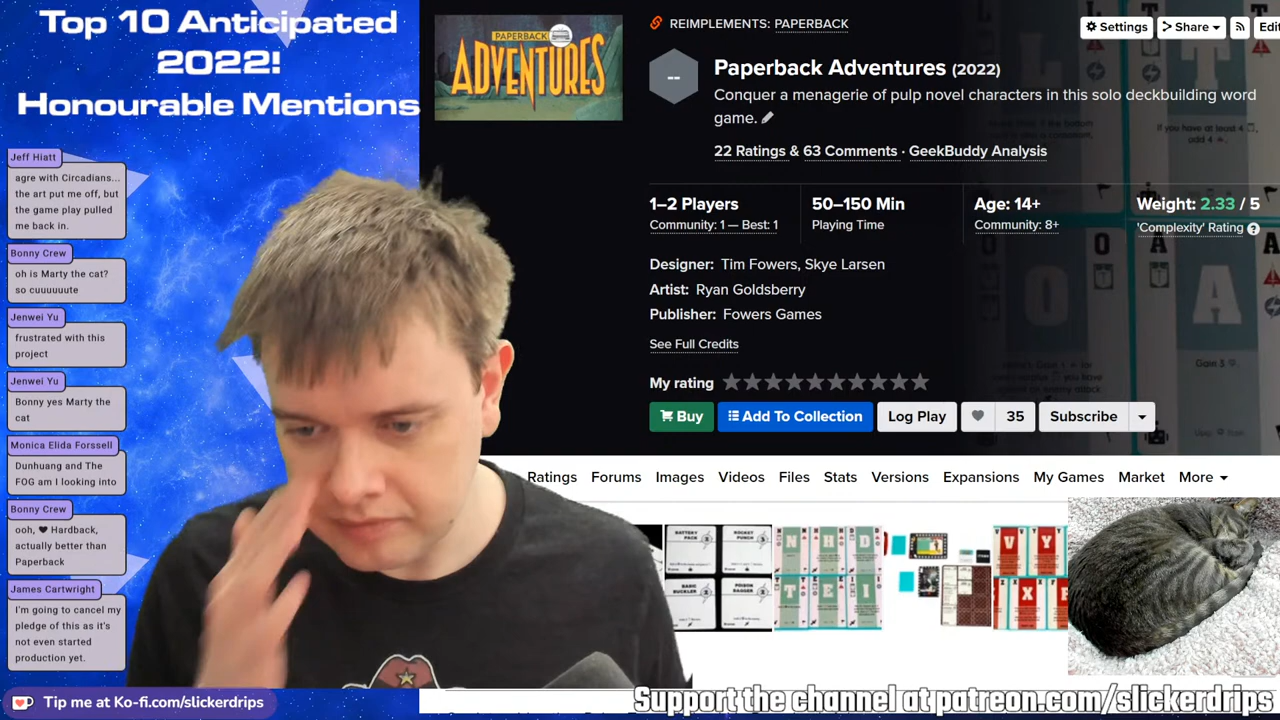 Top 10 Anticipated
2022!
Honourable Mentions
Jeff Hiatt
agre with Circadians...
the art put me off, but
the game play pulled
me back in.
Bonny Crew
oh is Marty the cat?
so cuuuuuute
Jenwei Yu
frustrated with this
project
Jenwei Yu
Bonny yes Marty the
cat
Monica Elida Forssell
Dunhuang and The
FOG am I looking into
Bonny Crew
ooh, ♥ Hardback,
actually better than
Paperback
James Cartwright
I'm going to cancel my
pledge of this as it's
not even started
production yet.
Tip me at Ko-fi.com/slickerdrips
PAPERBACK
ADVENTURES
REIMPLEMENTS: PAPERBACK
Settings Share Edit
--
Paperback Adventures (2022)
Conquer a menagerie of pulp novel characters in this solo deckbuilding word
game.
22 Ratings & 63 Comments · GeekBuddy Analysis
1–2 Players 50–150 Min Age: 14+ Weight: 2.33 / 5
Community: 1 — Best: 1 Playing Time Community: 8+ 'Complexity' Rating ?
Designer: Tim Fowers, Skye Larsen
Artist: Ryan Goldsberry
Publisher: Fowers Games
See Full Credits
My rating
Buy Add To Collection Log Play 35 Subscribe
Ratings Forums Images Videos Files Stats Versions Expansions My Games Market More
BATTERY PACK
SOCKET PUNCH
BASIC BUCKLER
POISON DAGGER
N H D
T E I
V Y
X F
Support the channel at patreon.com/slickerdrips